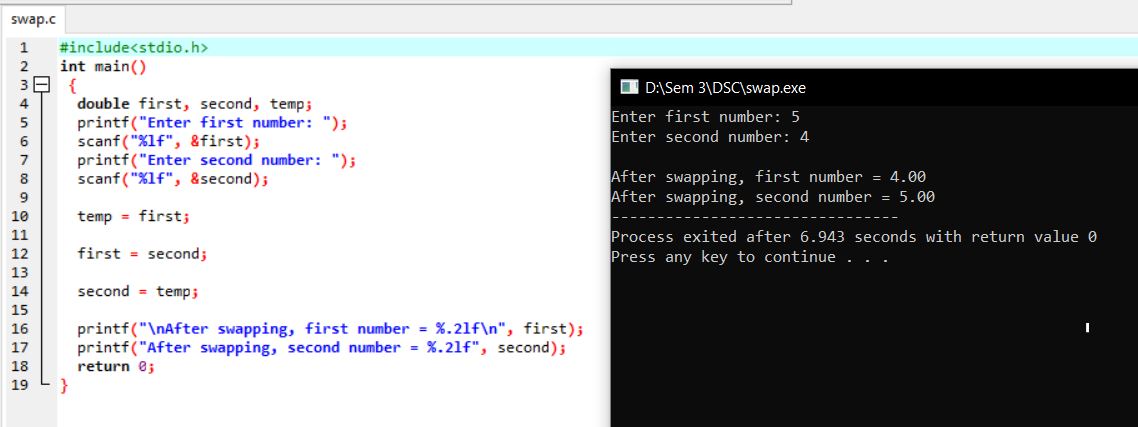 swap.c
1 #include<stdio.h>
2 int main()
3 {
4 double first, second, temp;
5 printf("Enter first number: ");
6 scanf("%lf", &first);
7 printf("Enter second number: ");
8 scanf("%lf", &second);
9
10 temp = first;
11
12 first = second;
13
14 second = temp;
15
16 printf("\nAfter swapping, first number = %.2lf\n", first);
17 printf("After swapping, second number = %.2lf", second);
18 return 0;
19 }
D:\Sem 3\DSC\swap.exe
Enter first number: 5
Enter second number: 4
After swapping, first number = 4.00
After swapping, second number = 5.00
--------------------------------
Process exited after 6.943 seconds with return value 0
Press any key to continue . . .